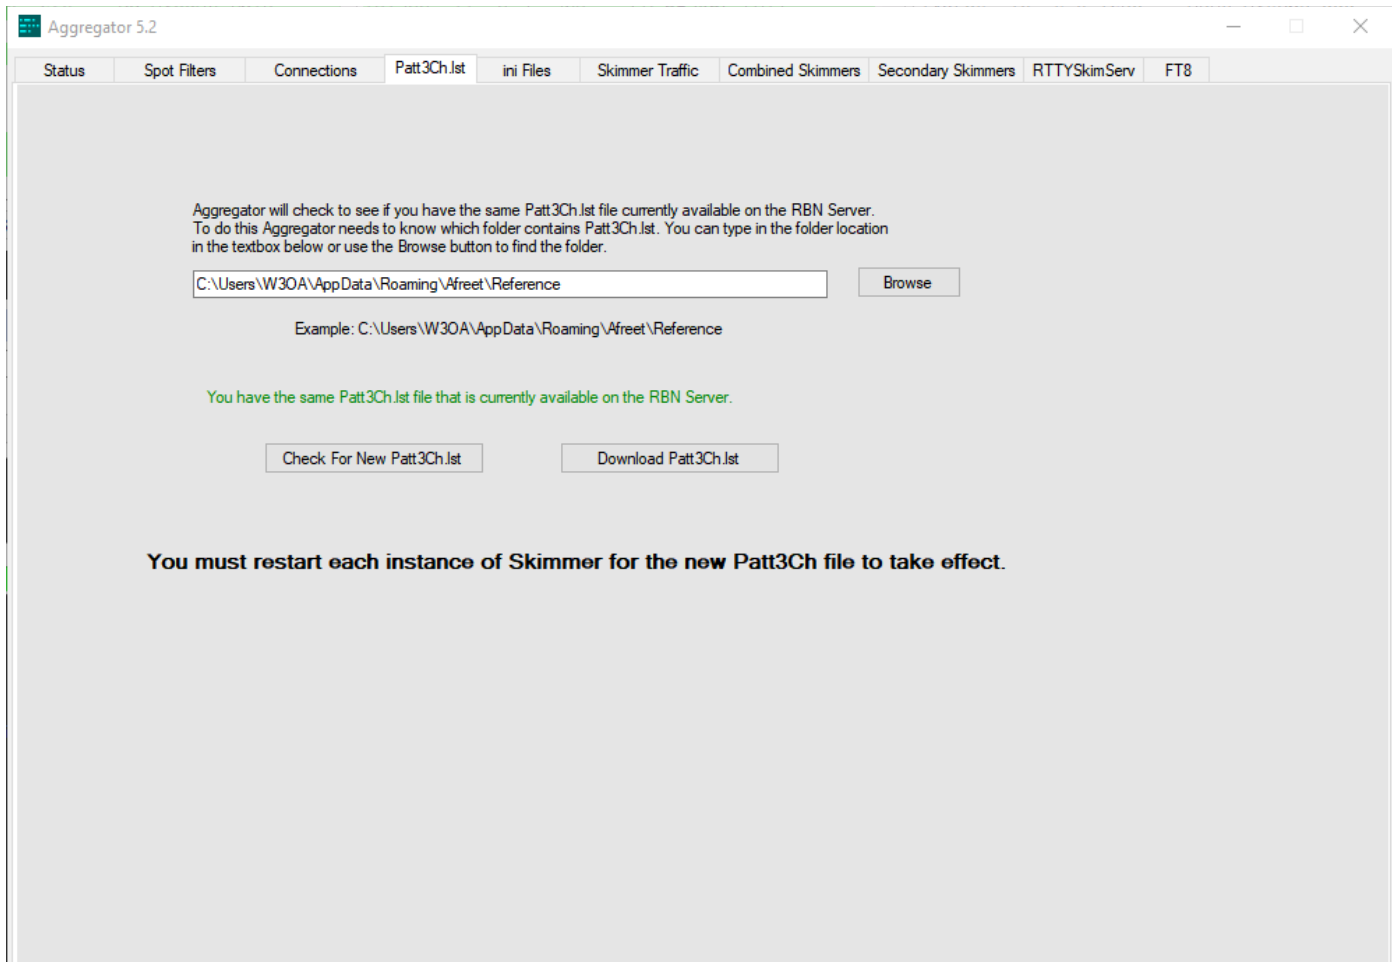 Aggregator 5.2
Status Spot Filters Connections Patt3Ch.lst ini Files Skimmer Traffic Combined Skimmers Secondary Skimmers RTTYSkimServ FT8
Aggregator will check to see if you have the same Patt3Ch.lst file currently available on the RBN Server.
To do this Aggregator needs to know which folder contains Patt3Ch.lst. You can type in the folder location
in the textbox below or use the Browse button to find the folder.
C:\Users\W3OA\AppData\Roaming\Afreet\Reference Browse
Example: C:\Users\W3OA\AppData\Roaming\Afreet\Reference
You have the same Patt3Ch.lst file that is currently available on the RBN Server.
Check For New Patt3Ch.lst Download Patt3Ch.lst
You must restart each instance of Skimmer for the new Patt3Ch file to take effect.